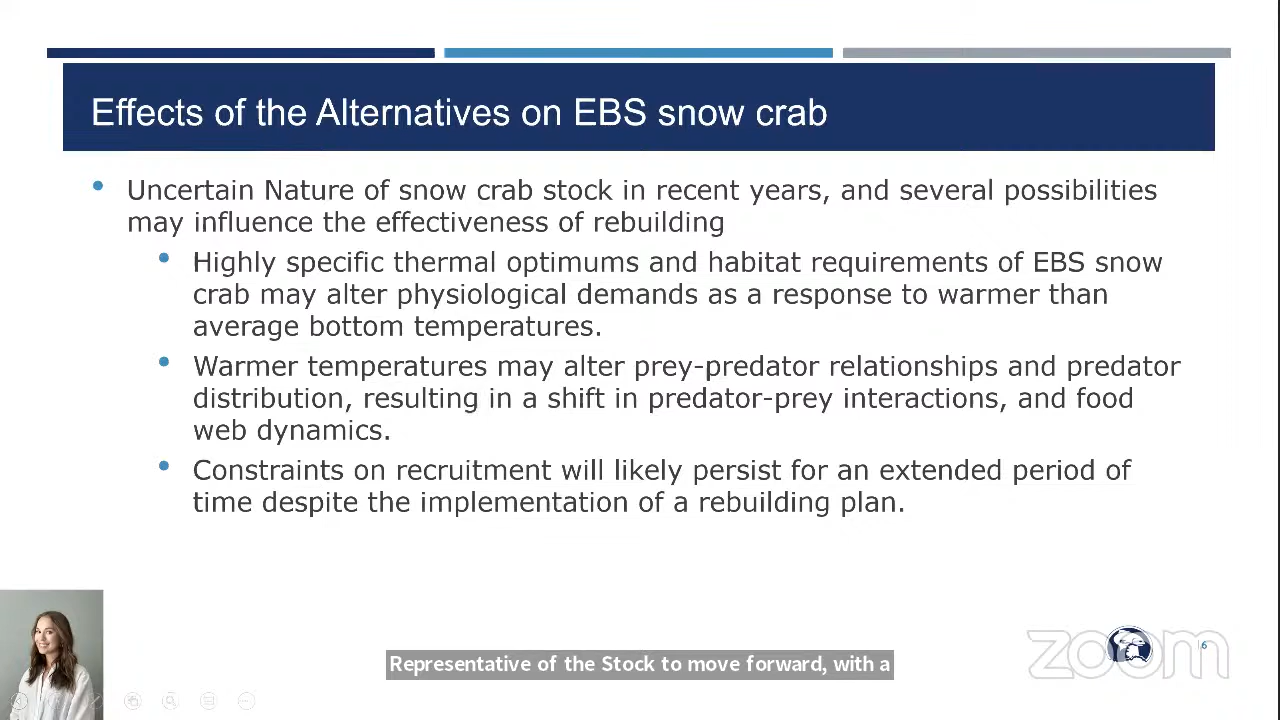 Effects of the Alternatives on EBS snow crab
Uncertain Nature of snow crab stock in recent years, and several possibilities
may influence the effectiveness of rebuilding
Highly specific thermal optimums and habitat requirements of EBS snow
crab may alter physiological demands as a response to warmer than
average bottom temperatures.
Warmer temperatures may alter prey-predator relationships and predator
distribution, resulting in a shift in predator-prey interactions, and food
web dynamics.
Constraints on recruitment will likely persist for an extended period of
time despite the implementation of a rebuilding plan.
Representative of the Stock to move forward, with a
zoom
6